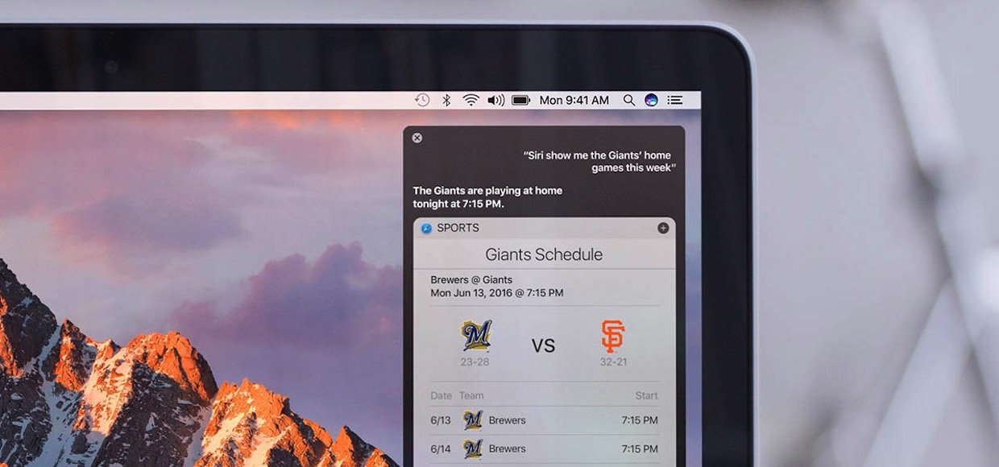 Mon 9:41 AM
“Siri show me the Giants’ home
games this week”
The Giants are playing at home
tonight at 7:15 PM.
SPORTS
Giants Schedule
Brewers @ Giants
Mon Jun 13, 2016 @ 7:15 PM
M VS SF
23-28 32-21
Date Team Start
6/13 M Brewers 7:15 PM
6/14 M Brewers 7:15 PM